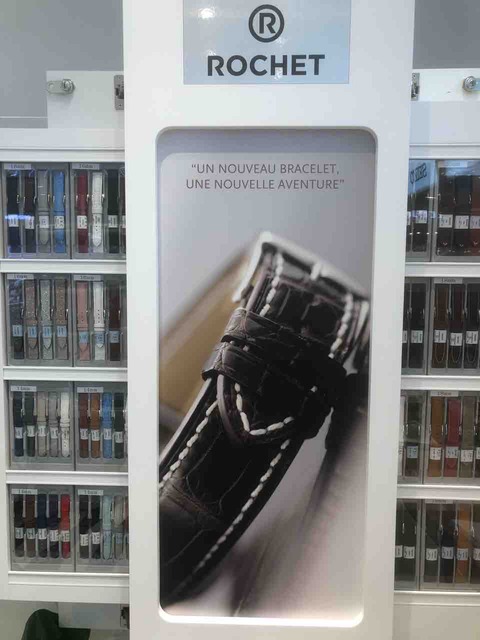 R
ROCHET
“UN NOUVEAU BRACELET,
UNE NOUVELLE AVENTURE”